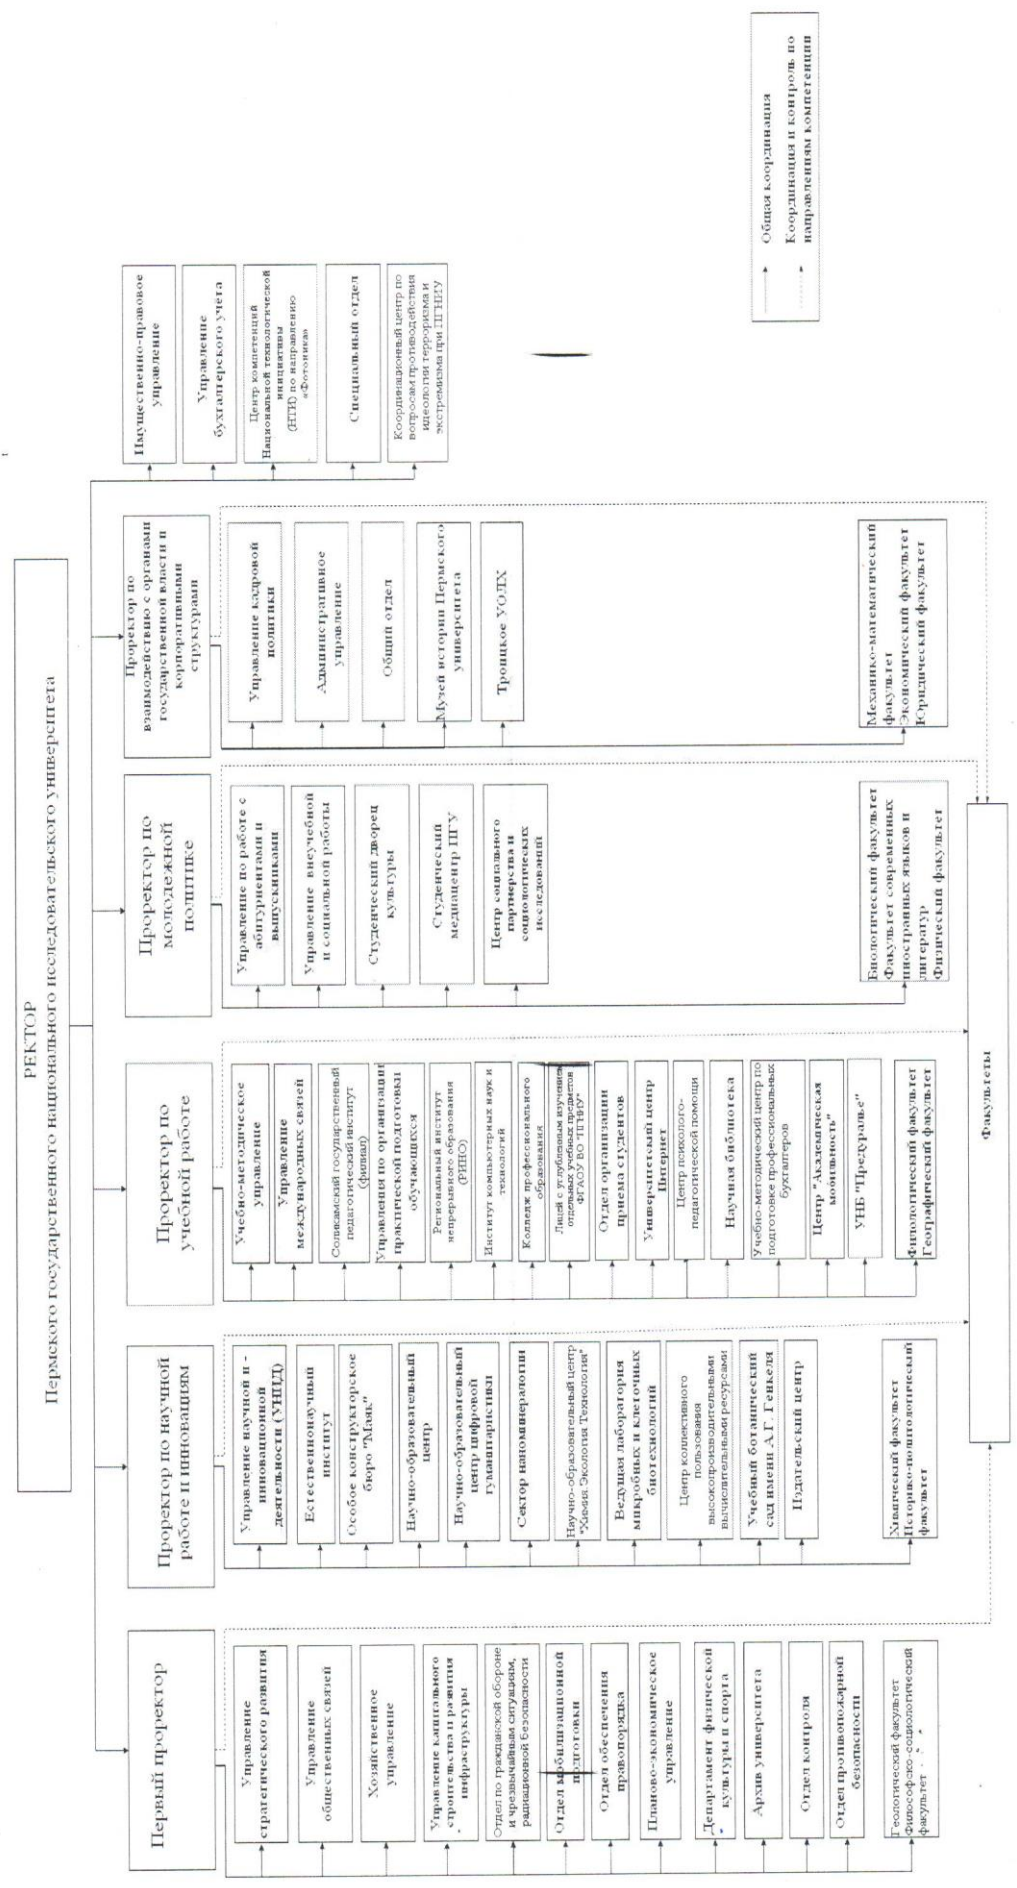 РЕКТОР
Пермского государственного национального исследовательского университета
Первый проректор
Управление
стратегического развития
Управление
общественных связей
Хозяйственное
управление
Управление капитального
строительства и развития
инфраструктуры
Отдел по гражданской обороне
и чрезвычайным ситуациям,
радиационной безопасности
Отдел мобилизационной
подготовки
Отдел обеспечения
правопорядка
Планово-экономическое
управление
Департамент физической
культуры и спорта
Архив университета
Отдел контроля
Отдел противопожарной
безопасности
Геологический факультет
Философско-социологический
факультет
Проректор по научной
работе и инновациям
Управление научной и -
инновационной
деятельности (УНИД)
Естественнонаучный
институт
Особое конструкторское
бюро "Маяк"
Научно-образовательный
центр
Научно-образовательный
центр цифровой
гуманитаристики
Сектор наноминералогии
Научно-образовательный центр
"Химия. Экология Технология"
Ведущая лаборатория
микробных и клеточных
биотехнологий
Центр коллективного
пользования
высокопроизводительными
вычислительными ресурсами
Учебный ботанический
сад имени А.Г. Генкеля
Издательский центр
Химический факультет
Историко-политологический
факультет
Проректор по
учебной работе
Учебно-методическое
управление
Управление
международных связей
Соликамский государственный
педагогический институт
(филиал)
Управления по организации
практической подготовки
обучающихся
Региональный институт
непрерывного образования
(РИНО)
Институт компьютерных наук и
технологий
Колледж профессионального
образования
Лицей с углубленным изучением
отдельных учебных предметов
ФГАОУ ВО "ПГНИУ"
Отдел организации
приема студентов
Университетский центр
Интернет
Центр психолого-
педагогической помощи
Научная библиотека
Учебно-методический центр по
подготовке профессиональных
бухгалтеров
Центр "Академическая
мобильность"
УНБ "Предуралье"
Филологический факультет
Географический факультет
Проректор по
молодежной
политике
Управление по работе с
абитуриентами и
выпускниками
Управление внеучебной
и социальной работы
Студенческий дворец
культуры
Студенческий
медиацентр ПГУ
Центр социального
партнерства и
социологических
исследований
Биологический факультет
Факультет современных
иностранных языков и
литератур
Физический факультет
Проректор по
взаимодействию с органами
государственной власти и
корпоративными
структурами
Управление кадровой
политики
Административное
управление
Общий отдел
Музей истории Пермского
университета
Троицкое УОЛХ
Механико-математический
факультет
Экономический факультет
Юридический факультет
Имущественно-правовое
управление
Управление
бухгалтерского учёта
Центр компетенций
Национальной технологической
инициативы
(НТИ) по направлению
«Фотоника»
Специальный отдел
Координационный центр по
вопросам противодействия
идеологии терроризма и
экстремизма при ПГНИУ
Факультеты
Общая координация
Координация и контроль по
направлениям компетенции